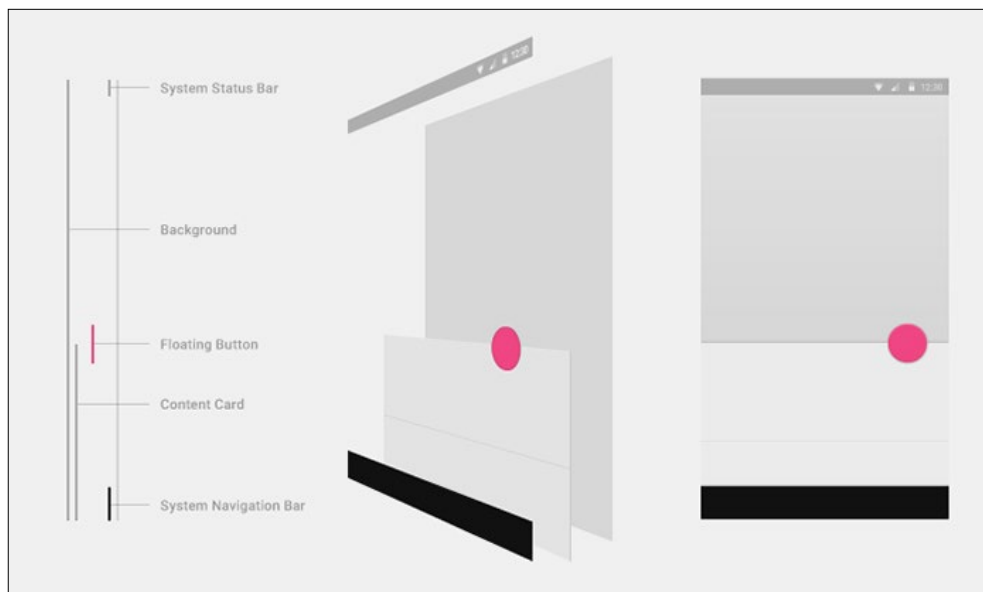 System Status Bar
Background
Floating Button
Content Card
System Navigation Bar
12:30
12:30